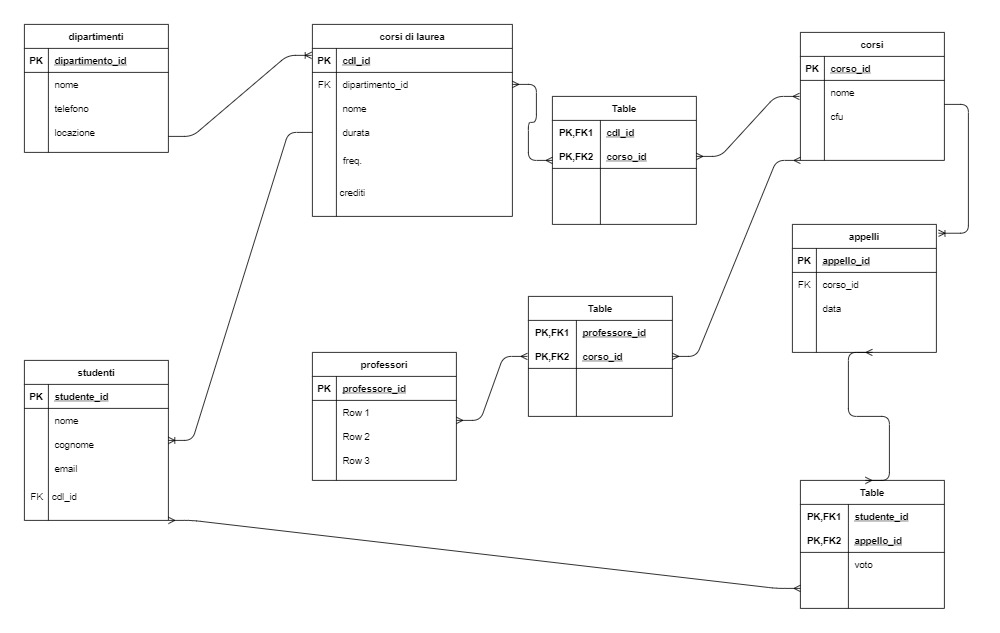 dipartimenti
PK dipartimento_id
nome
telefono
locazione
corsi di laurea
PK cdl_id
FK dipartimento_id
nome
durata
freq.
crediti
Table
PK,FK1 cdl_id
PK,FK2 corso_id
corsi
PK corso_id
nome
cfu
appelli
PK appello_id
FK corso_id
data
Table
PK,FK1 professore_id
PK,FK2 corso_id
professori
PK professore_id
Row 1
Row 2
Row 3
studenti
PK studente_id
nome
cognome
email
FK cdl_id
Table
PK,FK1 studente_id
PK,FK2 appello_id
voto